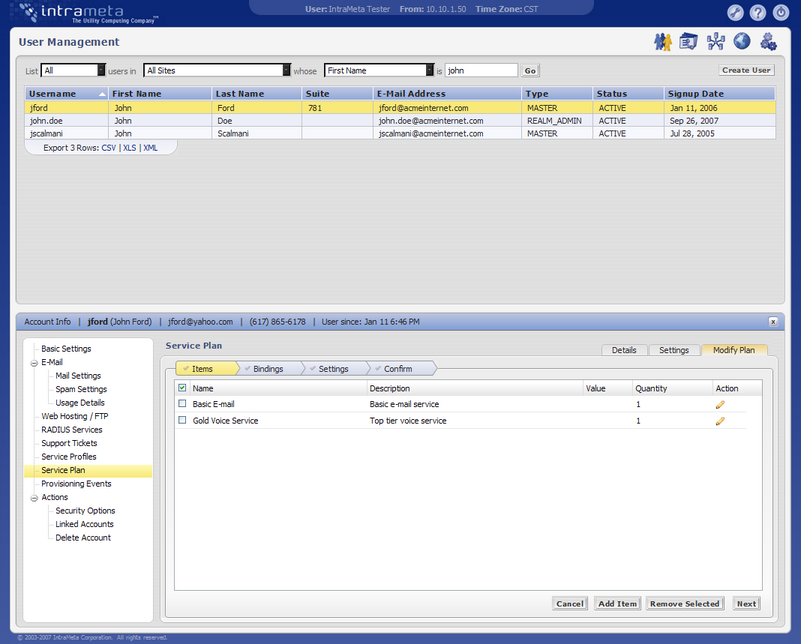 intrameta
The Utility Computing Company
User: IntraMeta Tester From: 10.10.1.50 Time Zone: CST
User Management
List All users in All Sites whose First Name is john Go Create User
Username First Name Last Name Suite E-Mail Address Type Status Signup Date
jford John Ford 781 jford@acmeinternet.com MASTER ACTIVE Jan 11, 2006
john.doe John Doe john.doe@acmeinternet.com REALM_ADMIN ACTIVE Sep 26, 2007
jscalmani John Scalmani jscalmani@acmeinternet.com MASTER ACTIVE Jul 28, 2005
Export 3 Rows: CSV | XLS | XML
Account Info | jford (John Ford) | jford@yahoo.com | (617) 865-6178 | User since: Jan 11 6:46 PM x
Basic Settings
E-Mail
Mail Settings
Spam Settings
Usage Details
Web Hosting / FTP
RADIUS Services
Support Tickets
Service Profiles
Service Plan
Provisioning Events
Actions
Security Options
Linked Accounts
Delete Account
Service Plan
Details Settings Modify Plan
Items Bindings Settings Confirm
Name Description Value Quantity Action
Basic E-mail Basic e-mail service 1
Gold Voice Service Top tier voice service 1
Cancel Add Item Remove Selected Next
© 2003-2007 IntraMeta Corporation. All rights reserved.